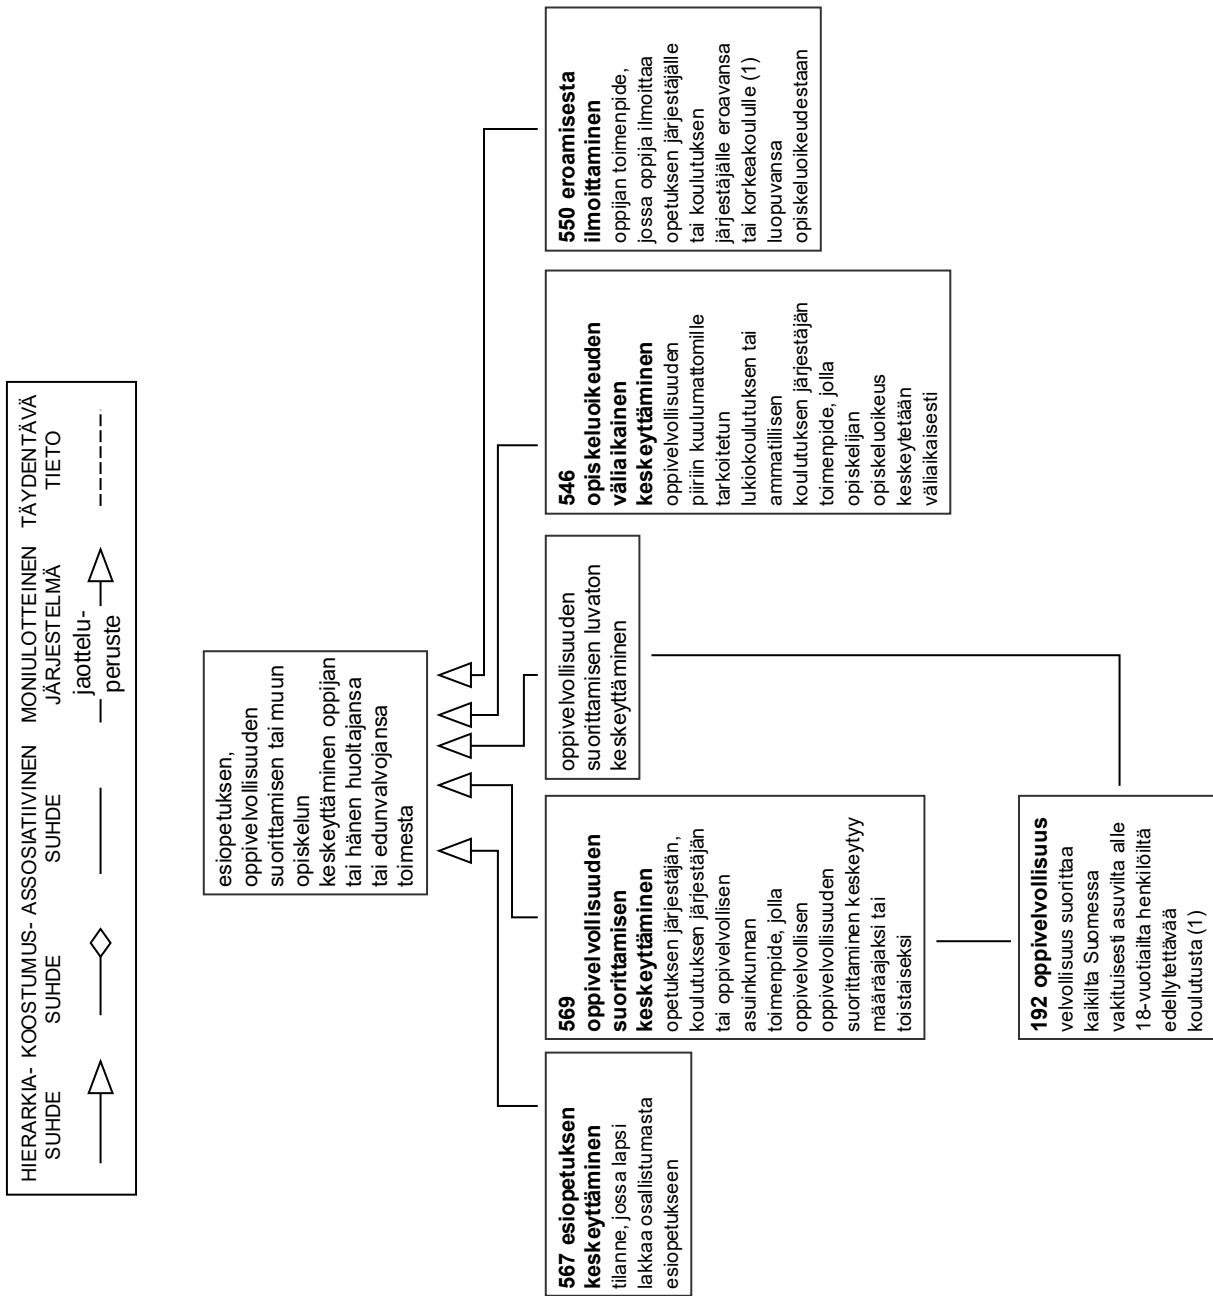 HIERARKIA- KOOSTUMUS- ASSOSIATIIVINEN MONIULOTTEINEN TÄYDENTÄVÄ
SUHDE SUHDE SUHDE JÄRJESTELMÄ TIETO
jaottelu-
peruste
esiopetuksen,
oppivelvollisuuden
suorittamisen tai muun
opiskelun
keskeyttäminen oppijan
tai hänen huoltajansa
tai edunvalvojansa
toimesta
567 esiopetuksen
keskeyttäminen
tilanne, jossa lapsi
lakkaa osallistumasta
esiopetukseen
569
oppivelvollisuuden
suorittamisen
keskeyttäminen
opetuksen järjestäjän,
koulutuksen järjestäjän
tai oppivelvollisen
asuinkunnan
toimenpide, jolla
oppivelvollisen
oppivelvollisuuden
suorittaminen keskeytyy
määräajaksi tai
toistaiseksi
oppivelvollisuuden
suorittamisen luvaton
keskeyttäminen
546
opiskeluoikeuden
väliaikainen
keskeyttäminen
oppivelvollisuuden
piiriin kuulumattomille
tarkoitetun
lukiokoulutuksen tai
ammatillisen
koulutuksen järjestäjän
toimenpide, jolla
opiskelijan
opiskeluoikeus
keskeytetään
väliaikaisesti
550 eroamisesta
ilmoittaminen
oppijan toimenpide,
jossa oppija ilmoittaa
opetuksen järjestäjälle
tai koulutuksen
järjestäjälle eroavansa
tai korkeakoululle (1)
luopuvansa
opiskeluoikeudestaan
192 oppivelvollisuus
velvollisuus suorittaa
kaikilta Suomessa
vakituisesti asuvilta alle
18-vuotiailta henkilöiltä
edellytettävää
koulutusta (1)